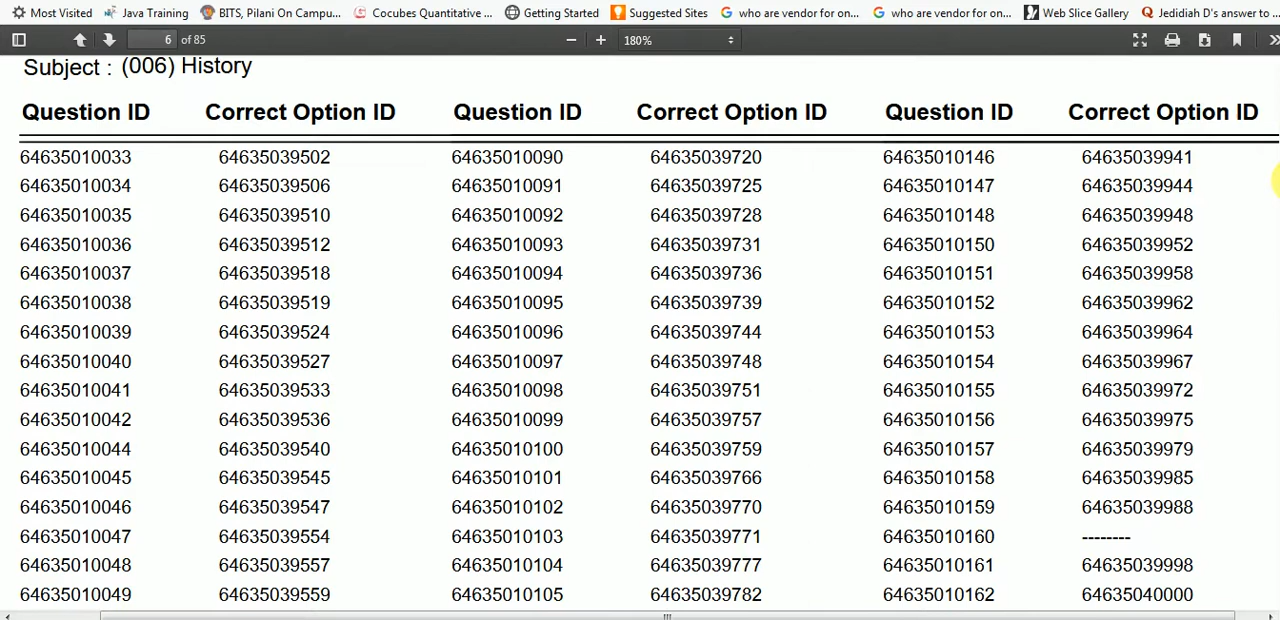 Most Visited Java Training BITS, Pilani On Campu... Cocubes Quantitative ... Getting Started Suggested Sites who are vendor for on... who are vendor for on... Web Slice Gallery Jedidiah D's answer to ...
6 of 85 180%
Subject : (006) History
Question ID Correct Option ID Question ID Correct Option ID Question ID Correct Option ID
64635010033 64635039502 64635010090 64635039720 64635010146 64635039941
64635010034 64635039506 64635010091 64635039725 64635010147 64635039944
64635010035 64635039510 64635010092 64635039728 64635010148 64635039948
64635010036 64635039512 64635010093 64635039731 64635010150 64635039952
64635010037 64635039518 64635010094 64635039736 64635010151 64635039958
64635010038 64635039519 64635010095 64635039739 64635010152 64635039962
64635010039 64635039524 64635010096 64635039744 64635010153 64635039964
64635010040 64635039527 64635010097 64635039748 64635010154 64635039967
64635010041 64635039533 64635010098 64635039751 64635010155 64635039972
64635010042 64635039536 64635010099 64635039757 64635010156 64635039975
64635010044 64635039540 64635010100 64635039759 64635010157 64635039979
64635010045 64635039545 64635010101 64635039766 64635010158 64635039985
64635010046 64635039547 64635010102 64635039770 64635010159 64635039988
64635010047 64635039554 64635010103 64635039771 64635010160 --------
64635010048 64635039557 64635010104 64635039777 64635010161 64635039998
64635010049 64635039559 64635010105 64635039782 64635010162 64635040000